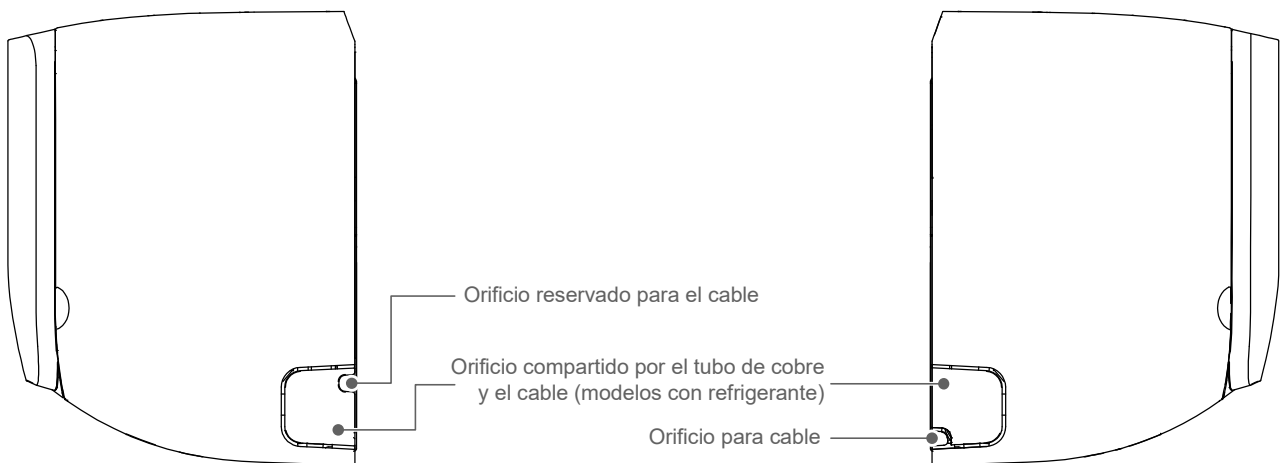 Orificio reservado para el cable
Orificio compartido por el tubo de cobre
y el cable (modelos con refrigerante)
Orificio para cable